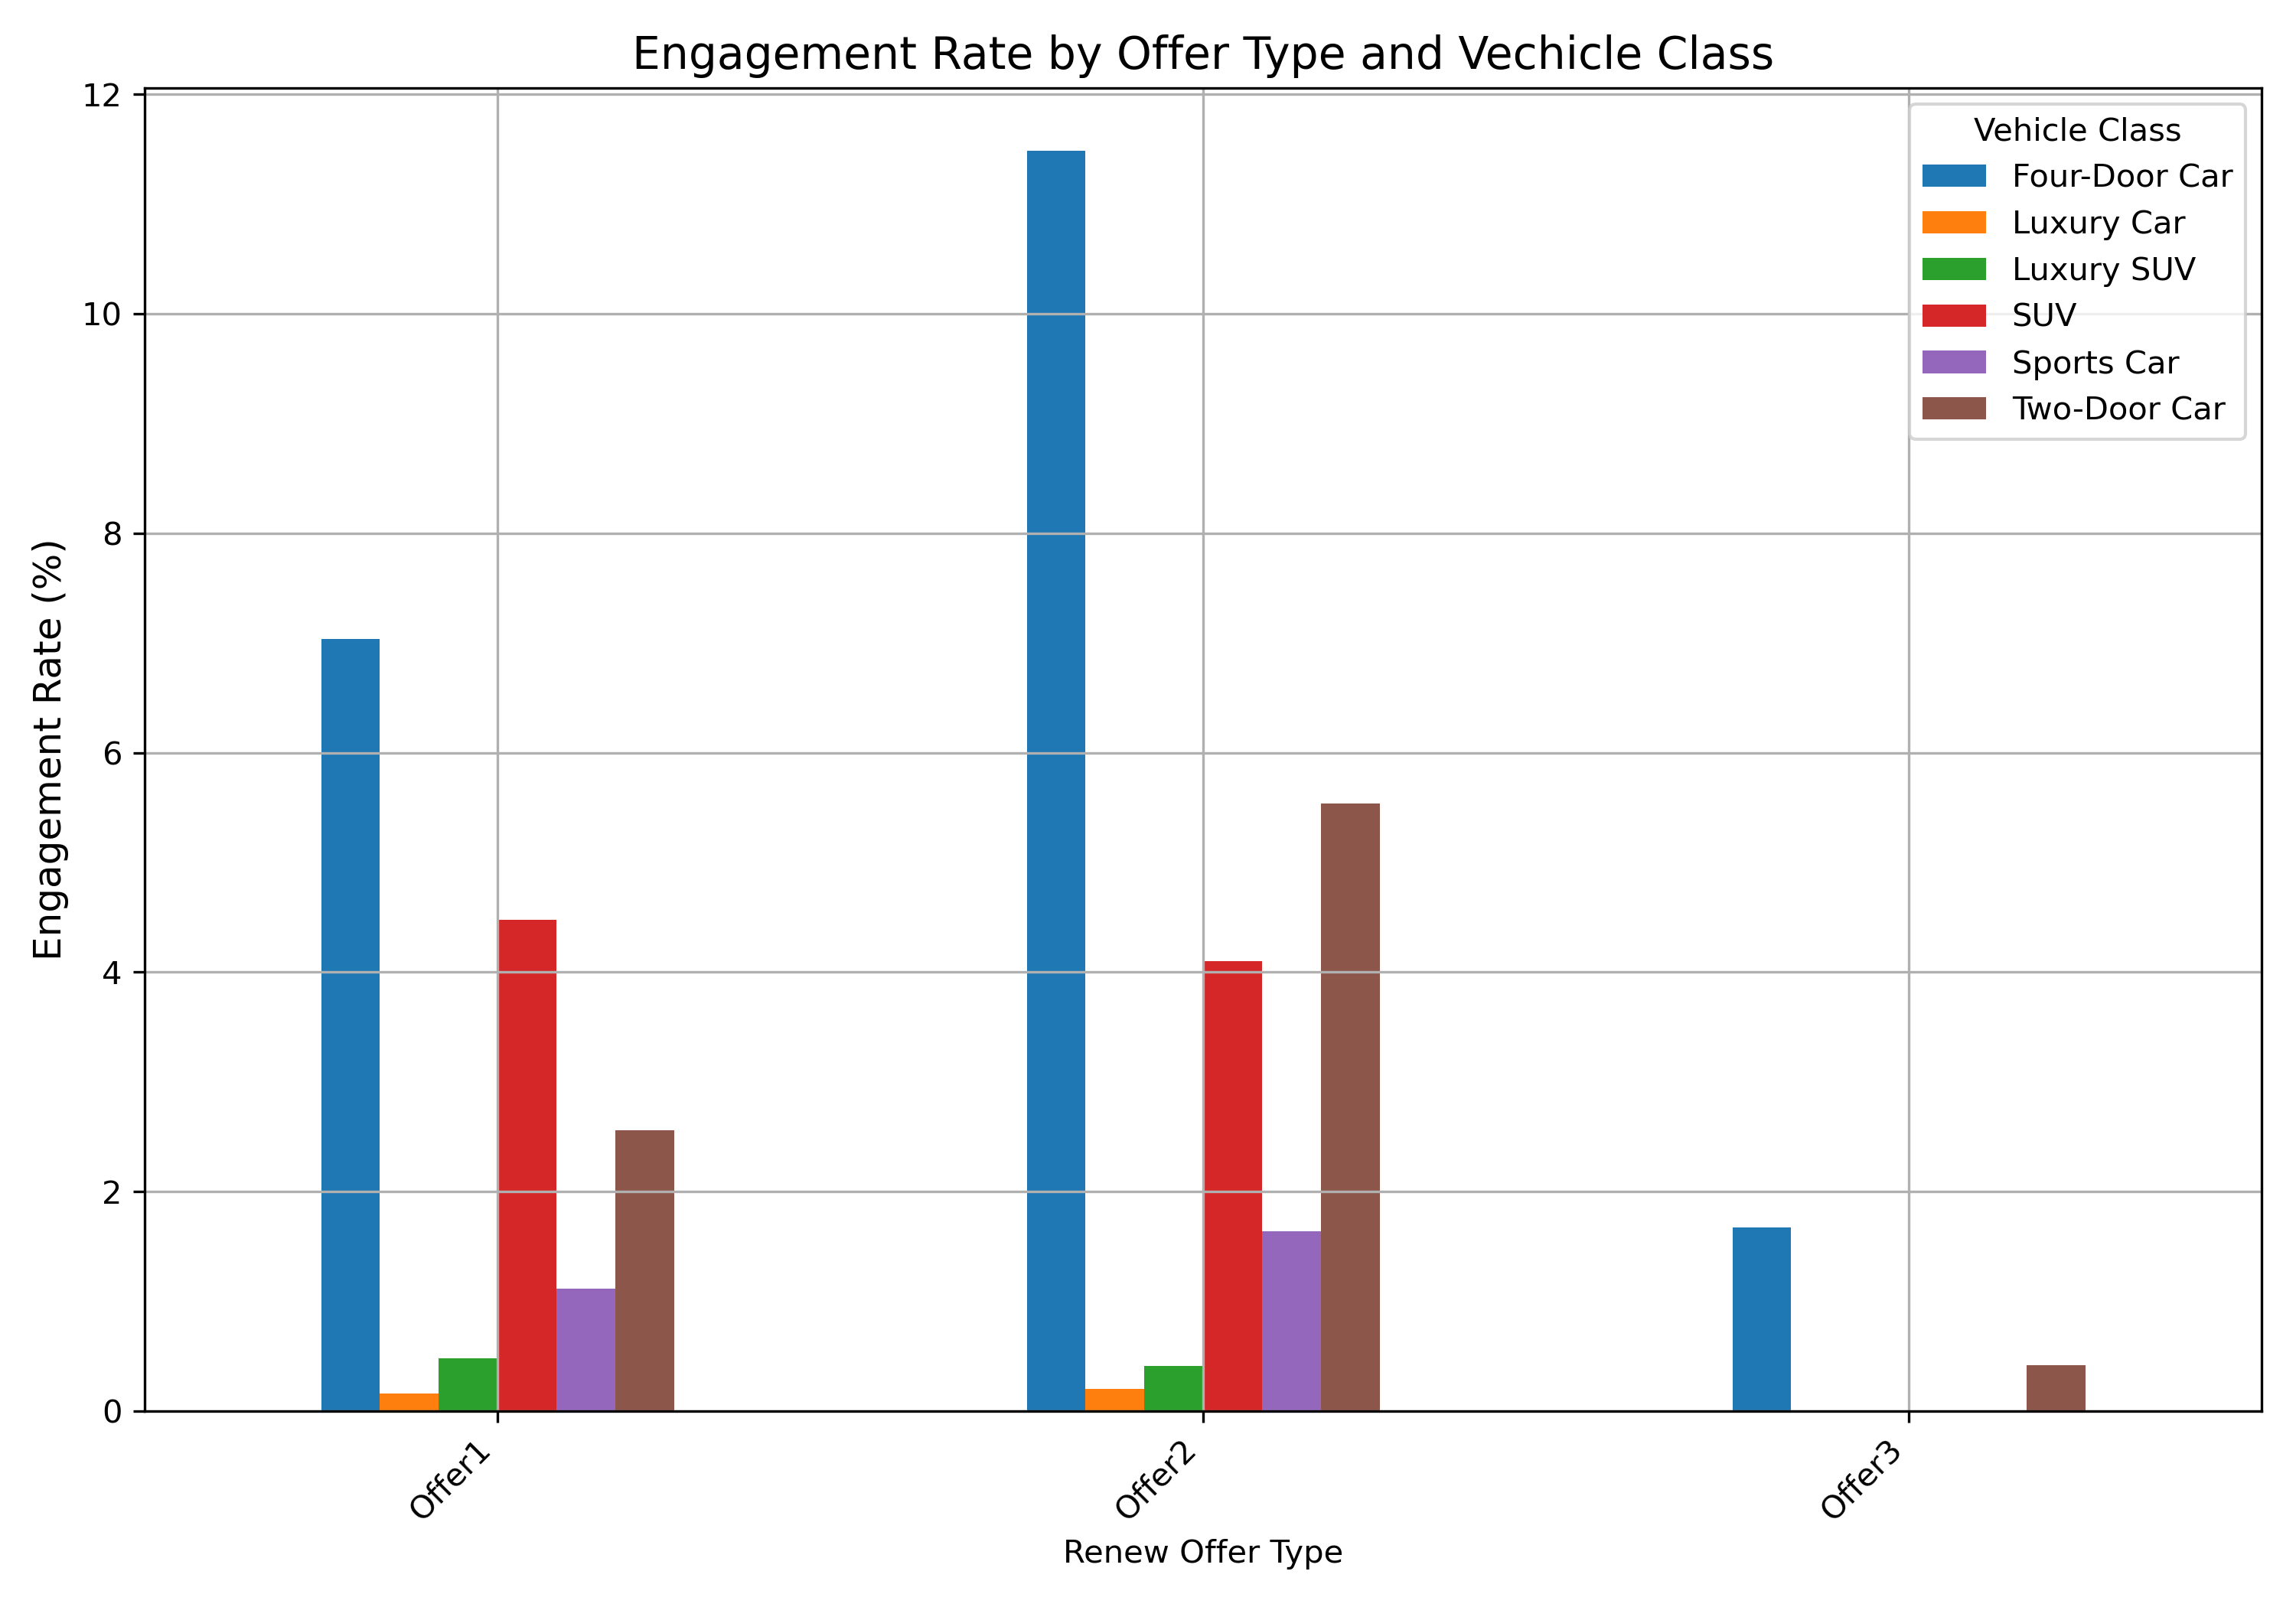 Engagement Rate by Offer Type and Vechicle Class
Engagement Rate (%)
12
10
8
6
4
2
0
Vehicle Class
Four-Door Car
Luxury Car
Luxury SUV
SUV
Sports Car
Two-Door Car
Offer1
Offer2
Offer3
Renew Offer Type